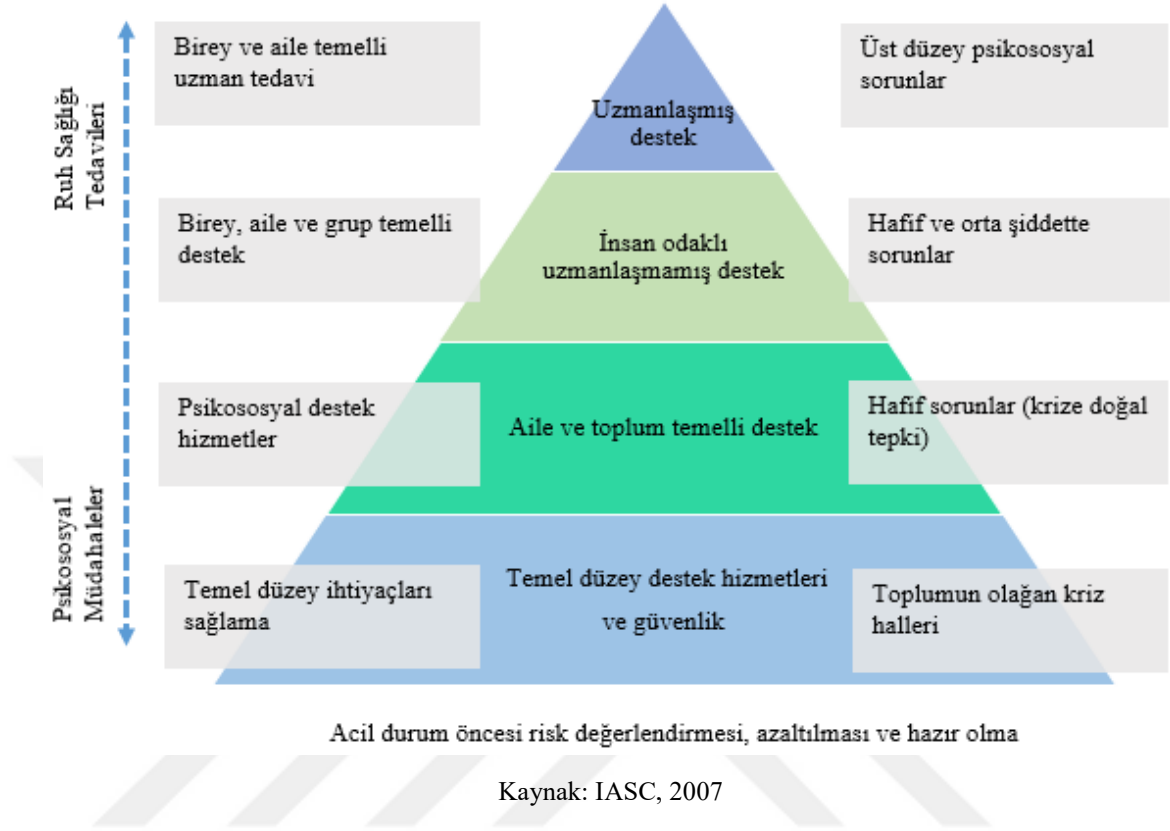 Ruh Sağlığı
Tedavileri
Birey ve aile temelli
uzman tedavi
Uzmanlaşmış
destek
Üst düzey psikososyal
sorunlar
Birey, aile ve grup temelli
destek
İnsan odaklı
uzmanlaşmamış destek
Hafif ve orta şiddette
sorunlar
Psikososyal destek
hizmetler
Aile ve toplum temelli destek
Hafif sorunlar (krize doğal
tepki)
Psikososyal
Müdahaleler
Temel düzey ihtiyaçları
sağlama
Temel düzey destek hizmetleri
ve güvenlik
Toplumun olağan kriz
halleri
Acil durum öncesi risk değerlendirmesi, azaltılması ve hazır olma
Kaynak: IASC, 2007